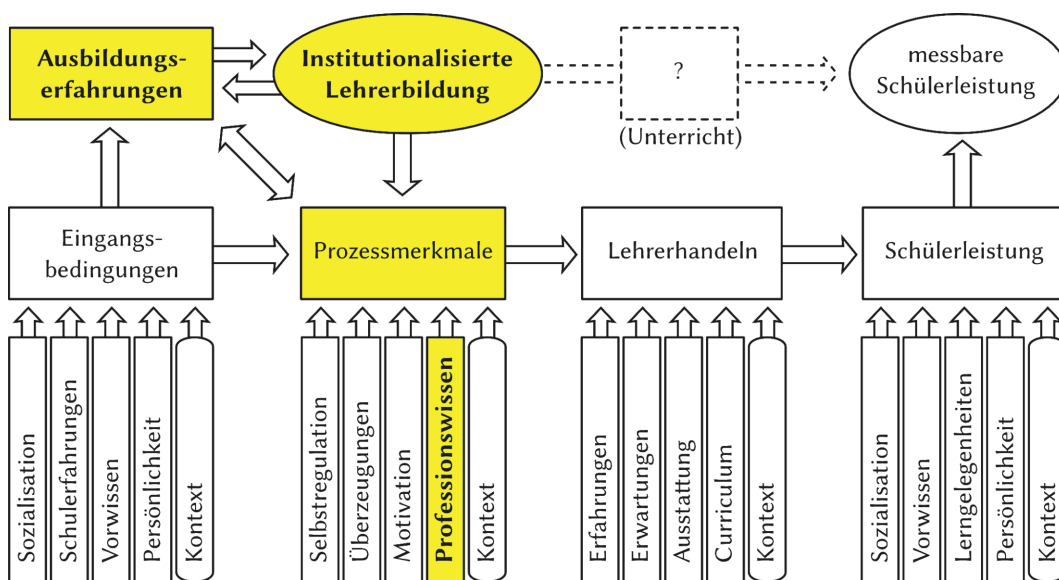 Ausbildungs-
erfahrungen
Institutionalisierte
Lehrerbildung
?
(Unterricht)
messbare
Schülerleistung
Eingangs-
bedingungen
Prozessmerkmale
Lehrerhandeln
Schülerleistung
Sozialisation
Schulerfahrungen
Vorwissen
Persönlichkeit
Kontext
Selbstregulation
Überzeugungen
Motivation
Professionswissen
Kontext
Erfahrungen
Erwartungen
Ausstattung
Curriculum
Kontext
Sozialisation
Vorwissen
Lerngelegenheiten
Persönlichkeit
Kontext